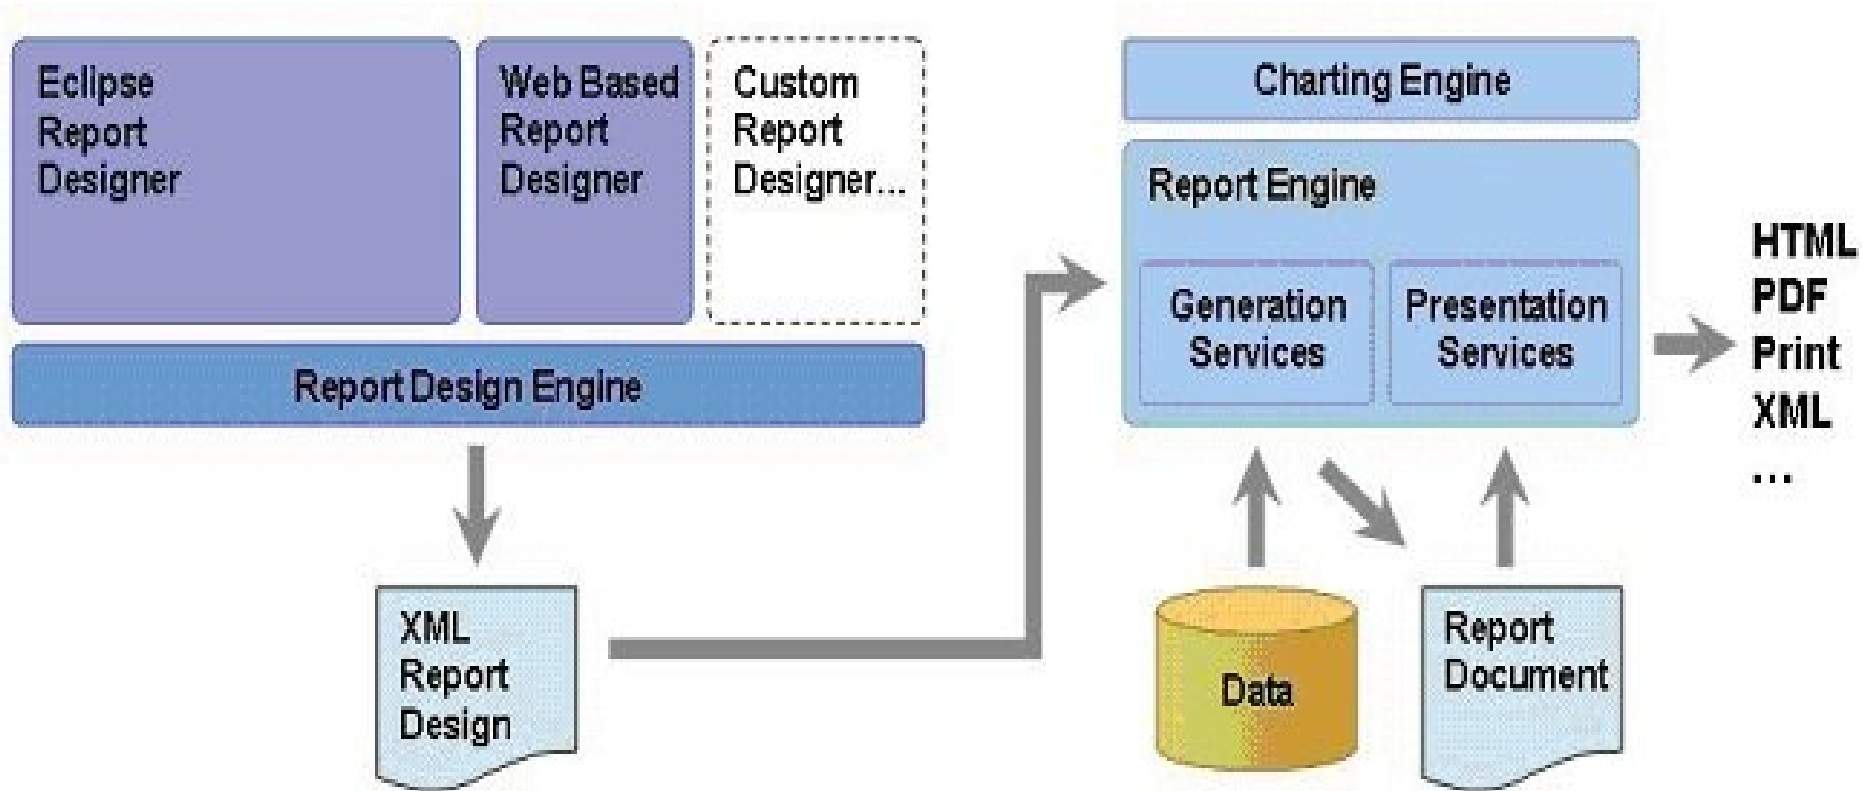 Eclipse
Report
Designer
Web Based
Report
Designer
Custom
Report
Designer...
Report Design Engine
XML
Report
Design
Charting Engine
Report Engine
Generation
Services
Presentation
Services
Data
Report
Document
HTML
PDF
Print
XML
...